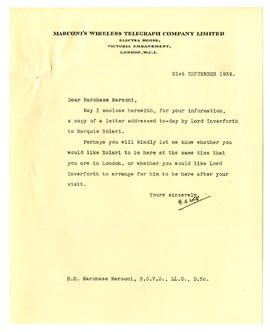 MARCONI'S WIRELESS TELEGRAPH COMPANY LIMITED
ELECTRA HOUSE,
VICTORIA EMBANKMENT,
LONDON, W.C.2.
21st SEPTEMBER 1934.
Dear Marchese Marconi,
May I enclose herewith, for your information,
a copy of a letter addressed to-day by Lord Inverforth
to Marquis Solari.
Perhaps you will kindly let me know whether you
would like Solari to be here at the same time that
you are in London, or whether you would like Lord
Inverforth to arrange for him to be here after your
visit.
Yours sincerely,
H.E. Marchese Marconi, G.C.V.O., LL.D., D.Sc.